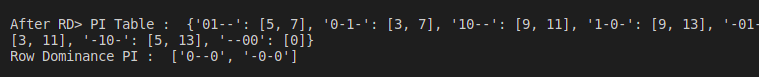 After RD> PI Table :  {'01--': [5, 7], '0-1-': [3, 7], '10--': [9, 11], '1-0-': [9, 13], '-01-
[3, 11], '-10-': [5, 13], '--00': [0]}
Row Dominance PI :  ['0--0', '-0-0']